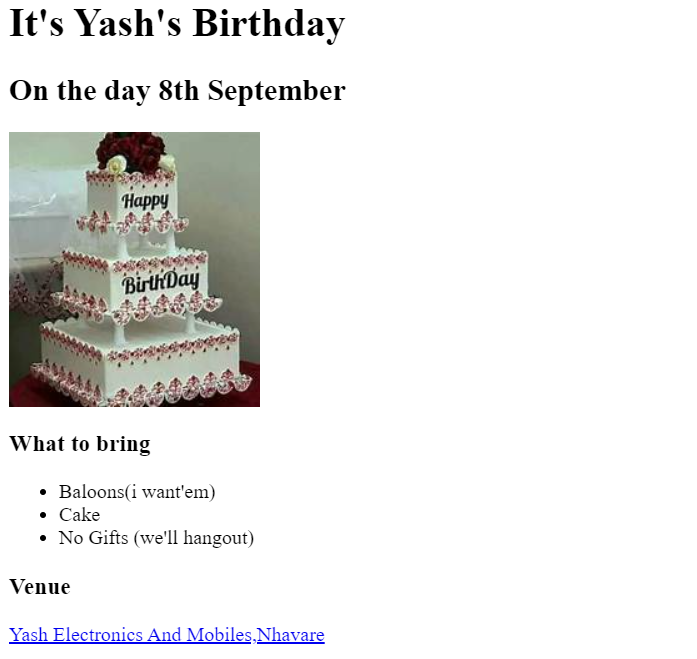 It's Yash's Birthday
On the day 8th September
Happy
BirthDay
What to bring
Baloons(i want'em)
Cake
No Gifts (we'll hangout)
Venue
Yash Electronics And Mobiles,Nhavare